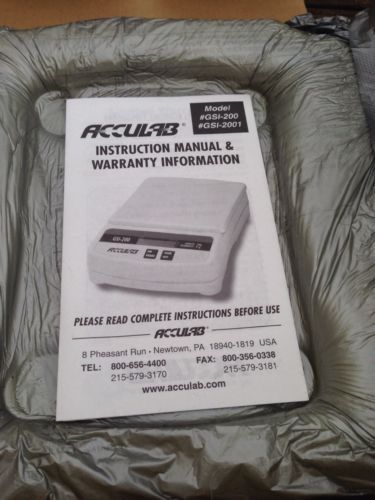 Model
#GSI-200
#GSI-2001
ACCULAB®
INSTRUCTION MANUAL &
WARRANTY INFORMATION
GSI-200
ACCULAB
PLEASE READ COMPLETE INSTRUCTIONS BEFORE USE
ACCULAB®
8 Pheasant Run • Newtown, PA 18940-1819 USA
TEL: 800-656-4400 FAX: 800-356-0338
215-579-3170 215-579-3181
www.acculab.com